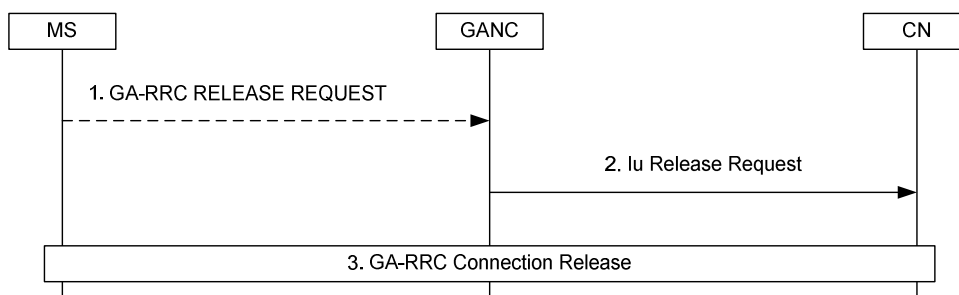 MS
GANC
CN
1. GA-RRC RELEASE REQUEST
2. Iu Release Request
3. GA-RRC Connection Release